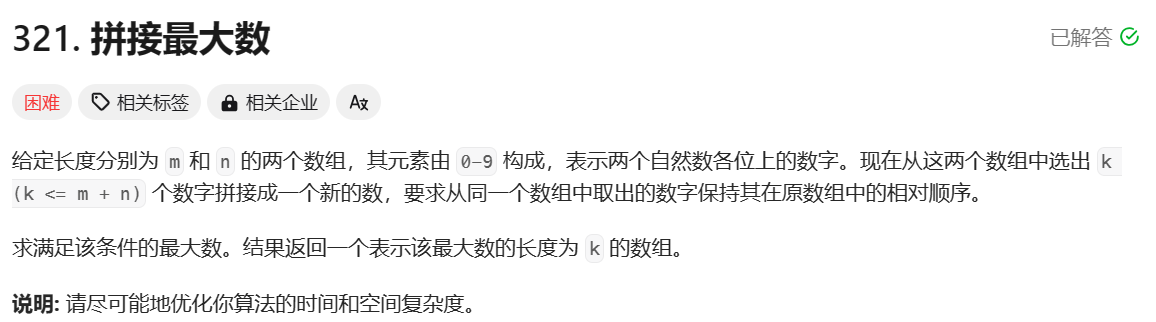 321. 拼接最大数
已解答
困难 相关标签 相关企业 Ax
给定长度分别为 m 和 n 的两个数组，其元素由 0-9 构成，表示两个自然数各位上的数字。现在从这两个数组中选出 k
(k <= m + n) 个数字拼接成一个新的数，要求从同一个数组中取出的数字保持其在原数组中的相对顺序。
求满足该条件的最大数。结果返回一个表示该最大数的长度为 k 的数组。
说明: 请尽可能地优化你算法的时间和空间复杂度。